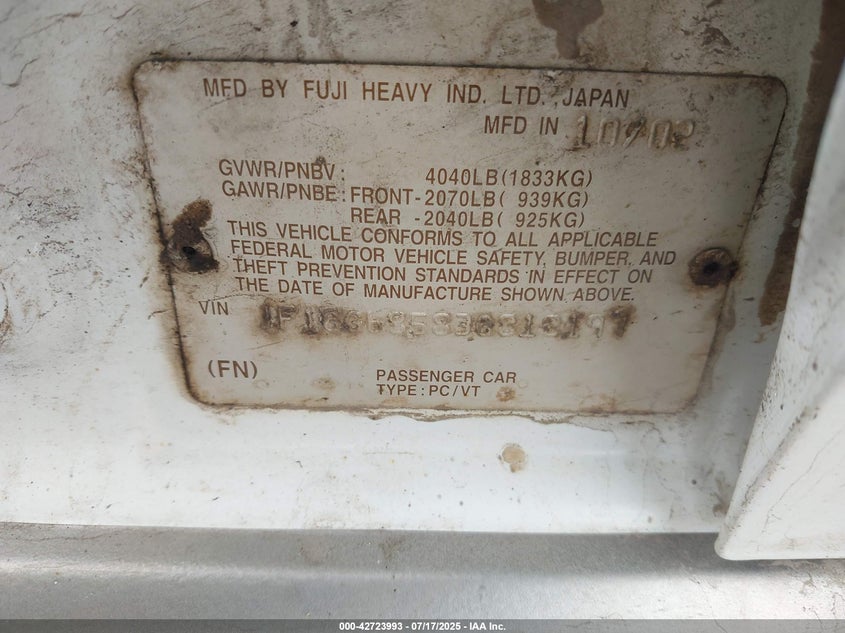 MFD BY FUJI HEAVY IND. LTD. ,JAPAN
MFD IN 10/02
GVWR/PNBV: 4040LB(1833KG)
GAWR/PNBE: FRONT-2070LB( 939KG)
REAR -2040LB( 925KG)
THIS VEHICLE CONFORMS TO ALL APPLICABLE
FEDERAL MOTOR VEHICLE SAFETY, BUMPER, AND
THEFT PREVENTION STANDARDS IN EFFECT ON
THE DATE OF MANUFACTURE SHOWN ABOVE.
VIN
(FN)
PASSENGER CAR
TYPE: PC/VT
000-42723993 - 07/17/2025 - IAA Inc.